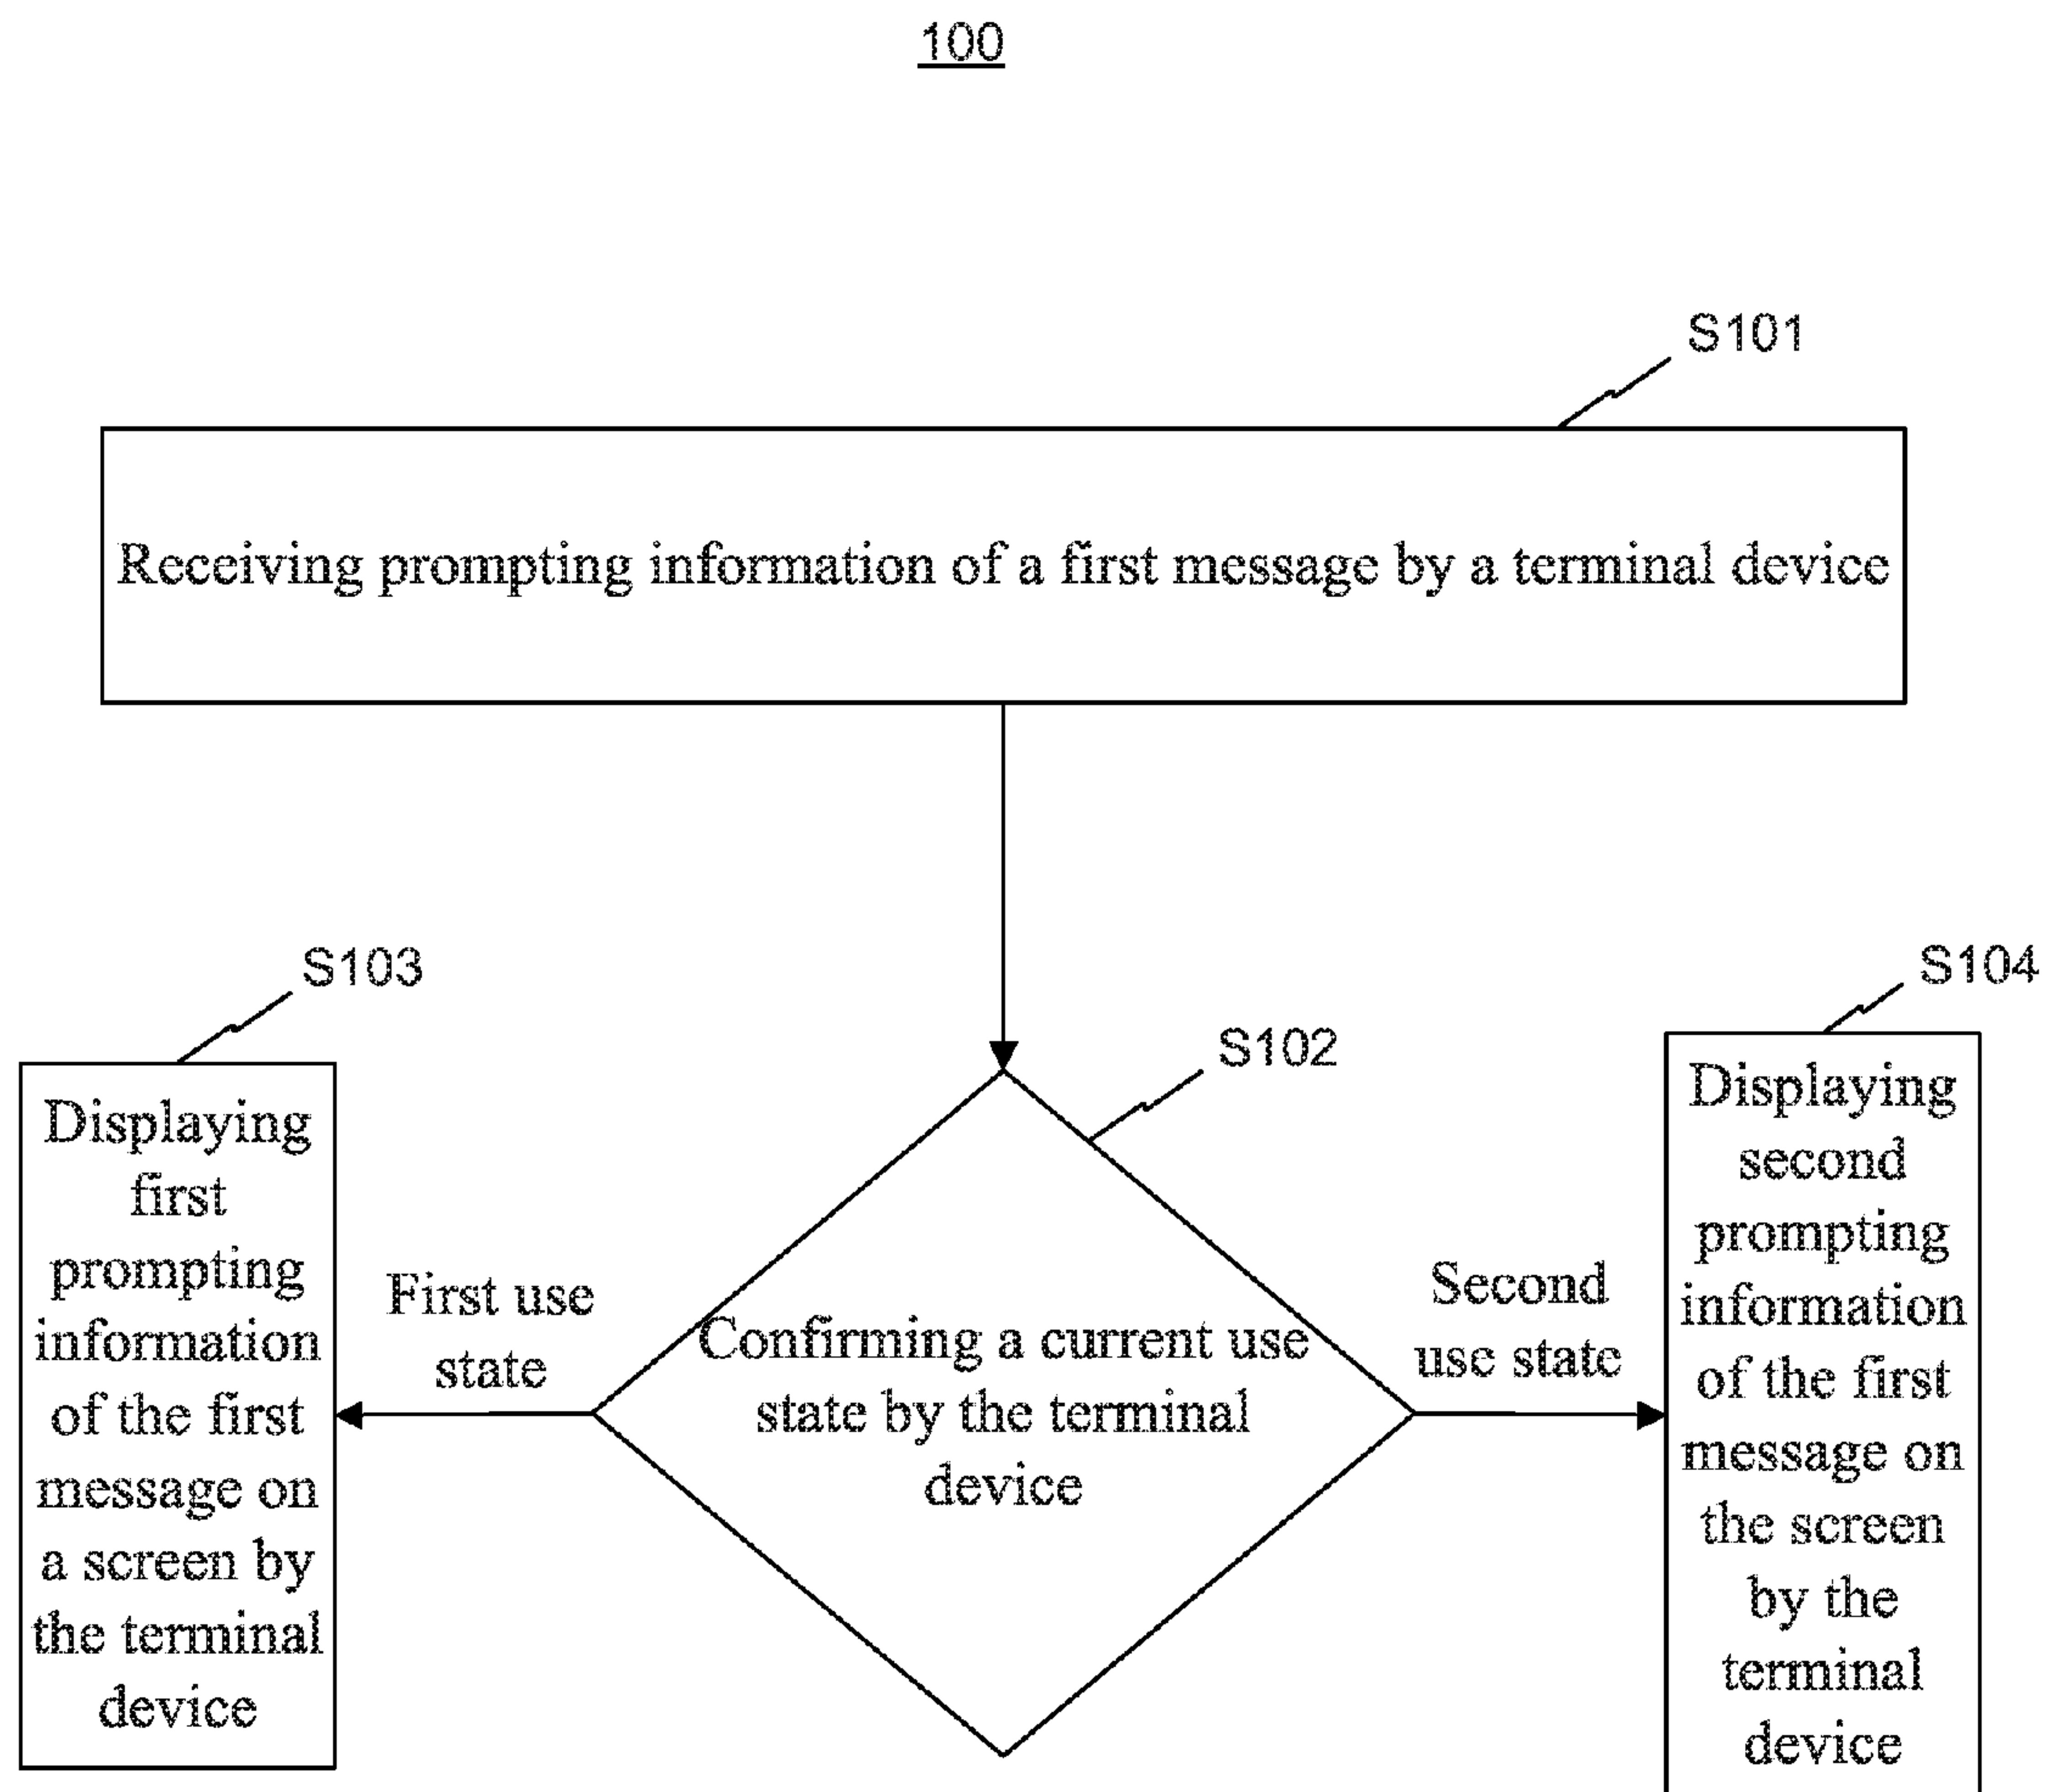 100
S101
Receiving prompting information of a first message by a terminal device
S103
Displaying
first
prompting
information
of the first
message on
a screen by
the terminal
device
First use
state
S102
Confirming a current use
state by the terminal
device
Second
use state
S104
Displaying
second
prompting
information
of the first
message on
the screen
by the
terminal
device